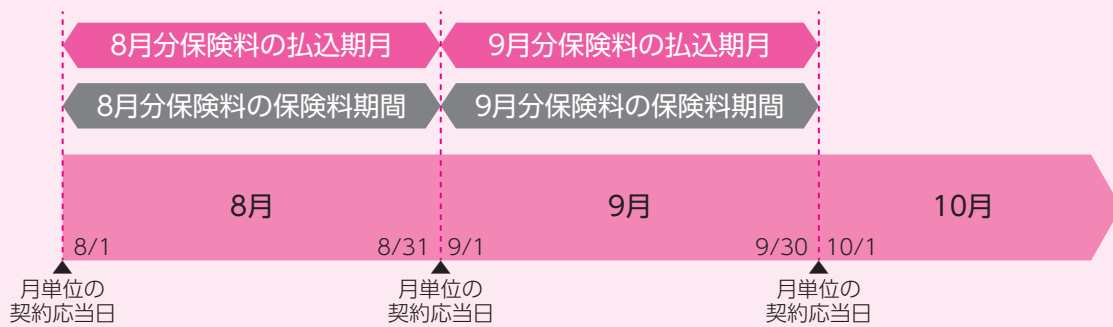 8月分保険料の払込期月 9月分保険料の払込期月
8月分保険料の保険料期間 9月分保険料の保険料期間
8月 9月 10月
8/1 8/31 9/1 9/30 10/1
月単位の 月単位の 月単位の
契約応当日 契約応当日 契約応当日